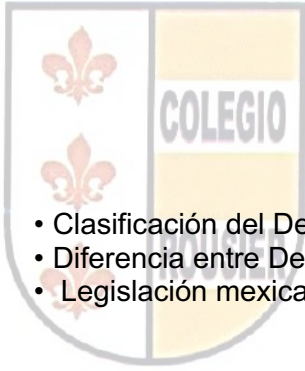 COLEGIO
• Clasificación del De
• Diferencia entre De
• Legislación mexica